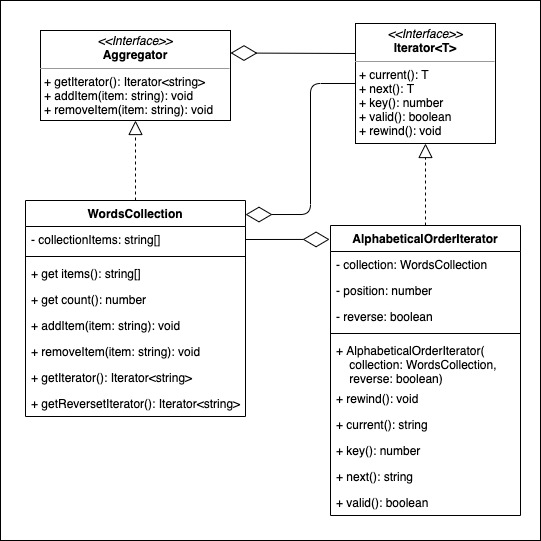 <<Interface>>
Aggregator
+ getIterator(): Iterator<string>
+ addItem(item: string): void
+ removeItem(item: string): void
<<Interface>>
Iterator<T>
+ current(): T
+ next(): T
+ key(): number
+ valid(): boolean
+ rewind(): void
WordsCollection
- collectionItems: string[]
+ get items(): string[]
+ get count(): number
+ addItem(item: string): void
+ removeItem(item: string): void
+ getIterator(): Iterator<string>
+ getReversetIterator(): Iterator<string>
AlphabeticalOrderIterator
- collection: WordsCollection
- position: number
- reverse: boolean
+ AlphabeticalOrderIterator(
collection: WordsCollection,
reverse: boolean)
+ rewind(): void
+ current(): string
+ key(): number
+ next(): string
+ valid(): boolean